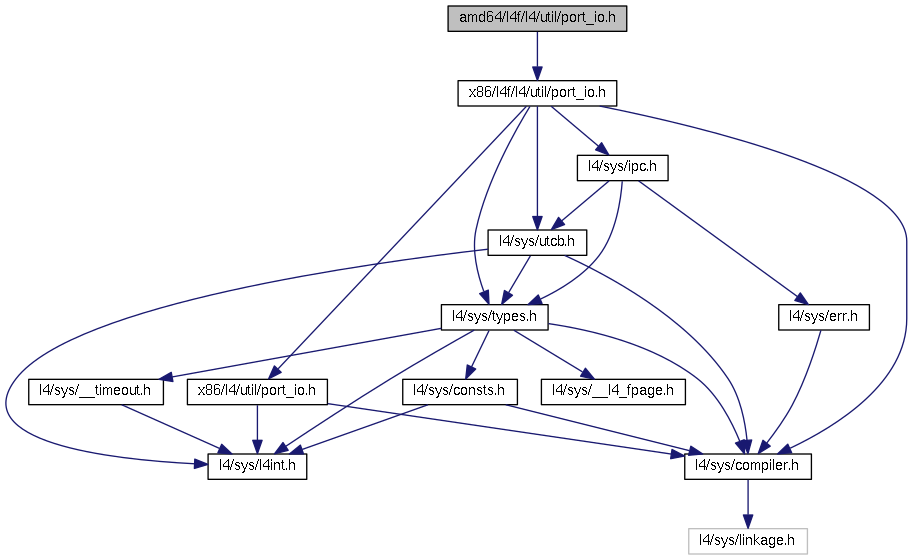 amd64/l4f/l4/util/port_io.h
x86/l4f/l4/util/port_io.h
l4/sys/ipc.h
l4/sys/utcb.h
l4/sys/types.h
l4/sys/err.h
l4/sys/__timeout.h
x86/l4/util/port_io.h
l4/sys/consts.h
l4/sys/__l4_fpage.h
l4/sys/l4int.h
l4/sys/compiler.h
l4/sys/linkage.h